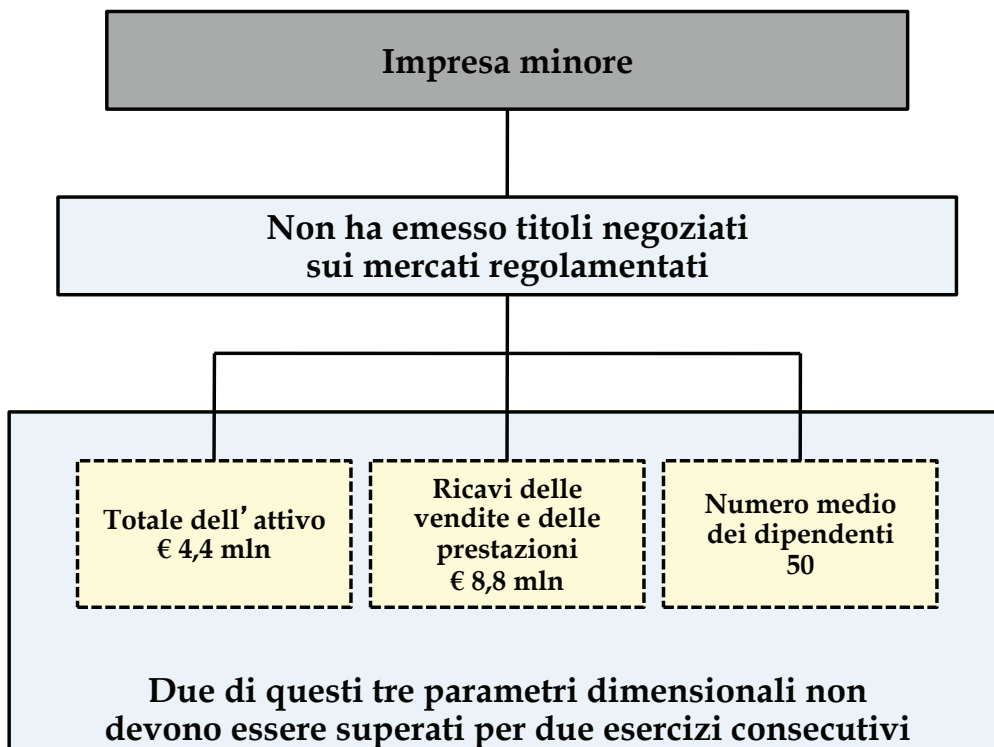 Impresa minore
Non ha emesso titoli negoziati
sui mercati regolamentati
Totale dell’attivo
€ 4,4 mln
Ricavi delle
vendite e delle
prestazioni
€ 8,8 mln
Numero medio
dei dipendenti
50
Due di questi tre parametri dimensionali non
devono essere superati per due esercizi consecutivi